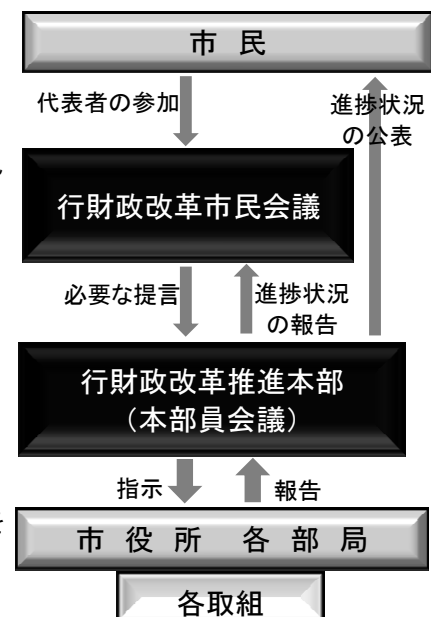 市民
代表者の参加
進捗状況
の公表
行財政改革市民会議
必要な提言
進捗状況
の報告
行財政改革推進本部
（本部員会議）
指示
報告
市役所 各部局
各取組